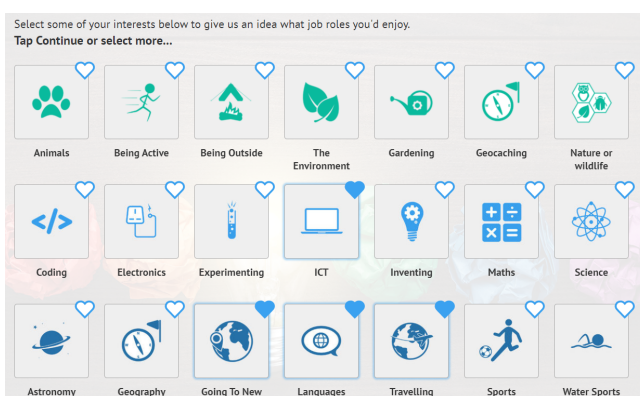 Select some of your interests below to give us an idea what job roles you'd enjoy.
Tap Continue or select more...
Animals
Being Active
Being Outside
The
Environment
Gardening
Geocaching
Nature or
wildlife
</>
Coding
Electronics
Experimenting
ICT
Inventing
+ ÷
× =
Maths
Science
Astronomy
Geography
Going To New
Languages
Travelling
Sports
Water Sports